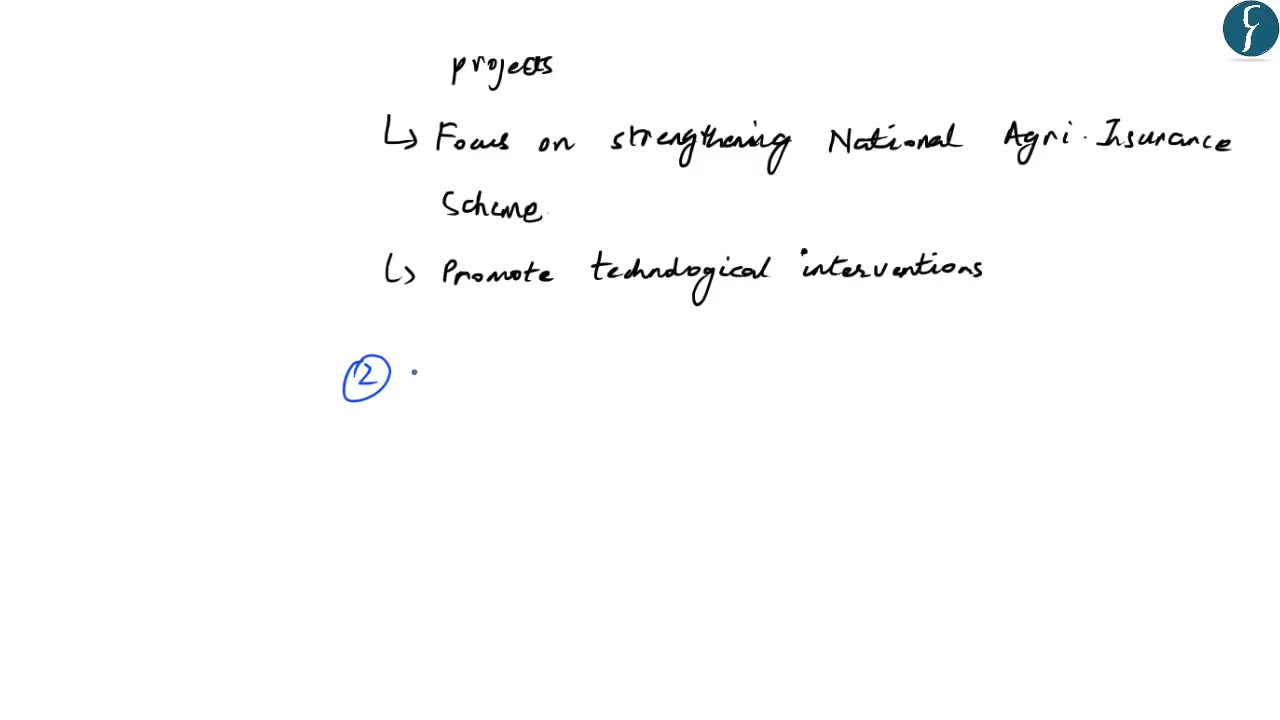 projects
↳ Focus on strengthening National Agri. Insurance
Scheme
↳ Promote technological interventions
②